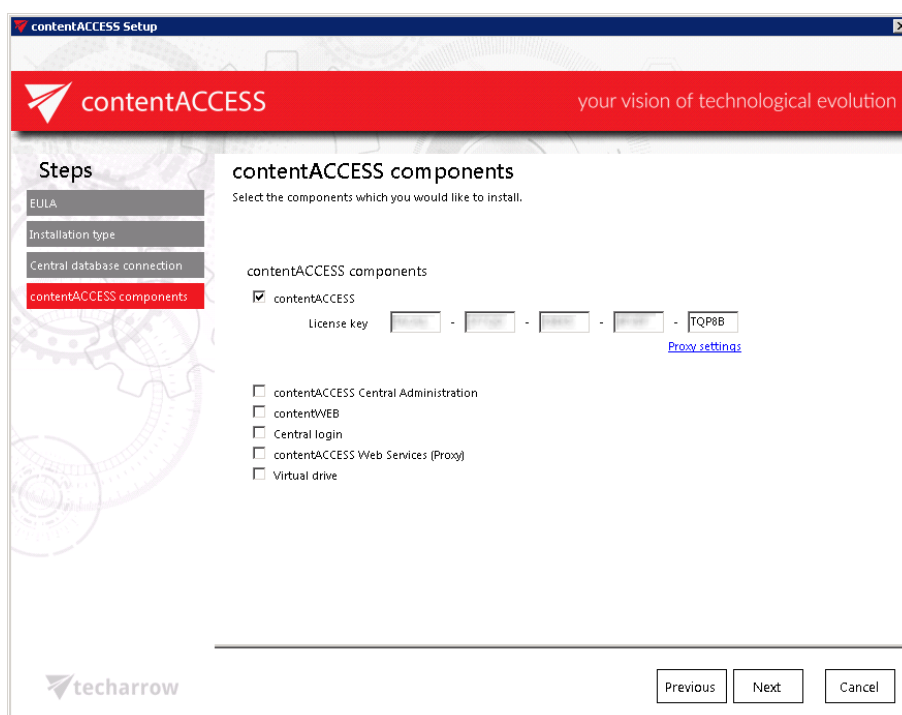 contentACCESS Setup
contentACCESS
your vision of technological evolution
Steps
EULA
Installation type
Central database connection
contentACCESS components
contentACCESS components
Select the components which you would like to install.
contentACCESS components
contentACCESS
License key - - - - TQP8B
Proxy settings
contentACCESS Central Administration
contentWEB
Central login
contentACCESS Web Services (Proxy)
Virtual drive
techarrow
Previous Next Cancel